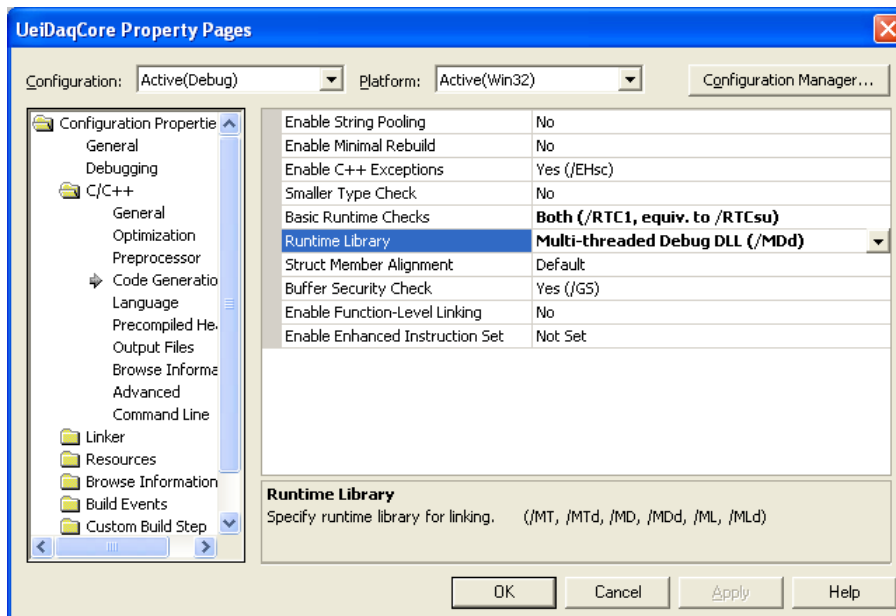 UeiDaqCore Property Pages
Configuration: Active(Debug) Platform: Active(Win32) Configuration Manager...
Configuration Propertie
General
Debugging
C/C++
General
Optimization
Preprocessor
Code Generatio
Language
Precompiled He
Output Files
Browse Informa
Advanced
Command Line
Linker
Resources
Browse Information
Build Events
Custom Build Step
Enable String Pooling No
Enable Minimal Rebuild No
Enable C++ Exceptions Yes (/EHsc)
Smaller Type Check No
Basic Runtime Checks Both (/RTC1, equiv. to /RTCsu)
Runtime Library Multi-threaded Debug DLL (/MDd)
Struct Member Alignment Default
Buffer Security Check Yes (/GS)
Enable Function-Level Linking No
Enable Enhanced Instruction Set Not Set
Runtime Library
Specify runtime library for linking. (/MT, /MTd, /MD, /MDd, /ML, /MLd)
OK Cancel Apply Help